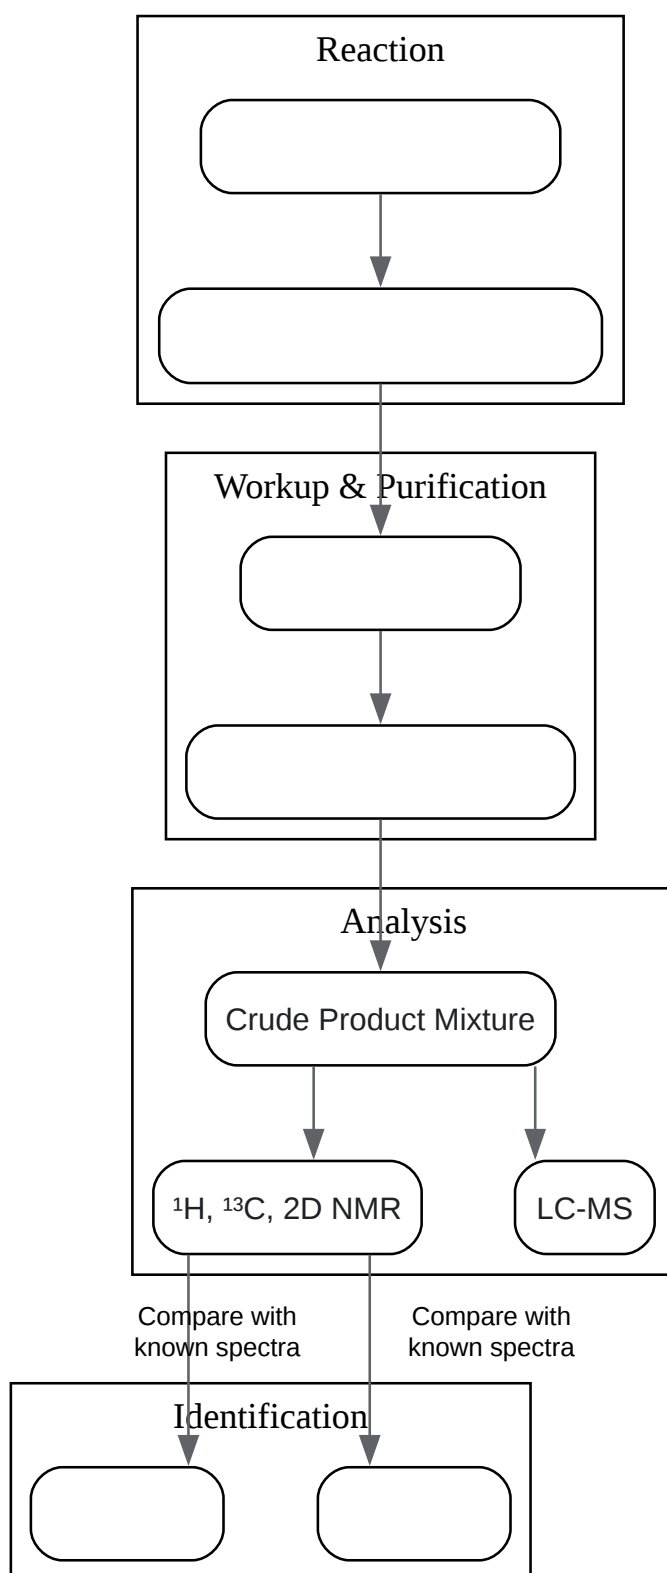 Reaction
Workup & Purification
Analysis
Crude Product Mixture
¹H, ¹³C, 2D NMR
LC-MS
Compare with
known spectra
Compare with
known spectra
Identification